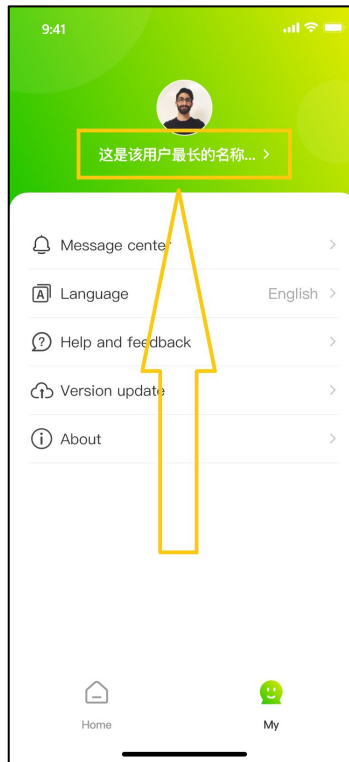 9:41
这是该用户最长的名称... >
Message center >
Language English >
Help and feedback >
Version update >
About >
Home My